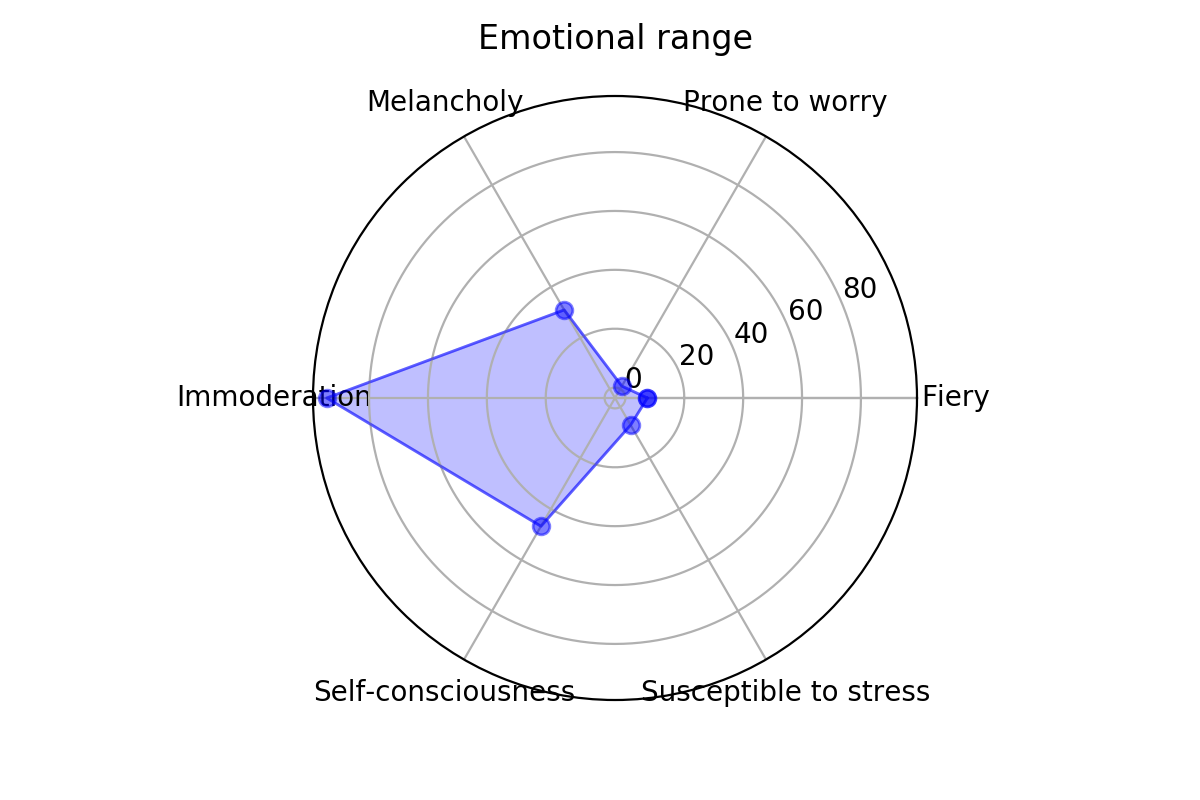 Emotional range
Melancholy
Prone to worry
80
60
40
20
0
Immoderation
Fiery
Self-consciousness
Susceptible to stress